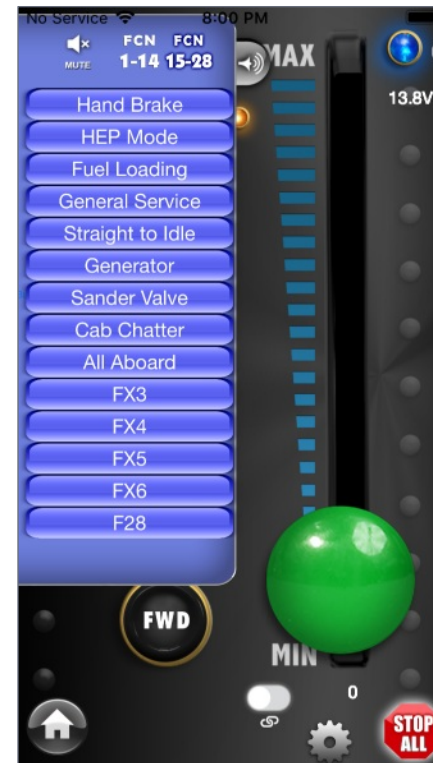 No Service 8:00 PM
MUTE
FCN 1-14
FCN 15-28
MAX
13.8V
Hand Brake
HEP Mode
Fuel Loading
General Service
Straight to Idle
Generator
Sander Valve
Cab Chatter
All Aboard
FX3
FX4
FX5
FX6
F28
FWD
MIN
0
STOP
ALL